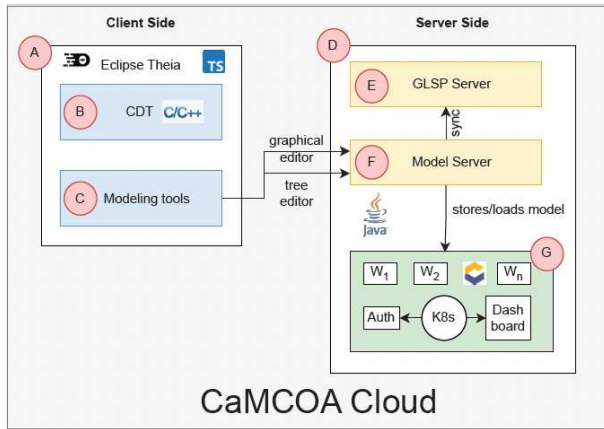 Client Side
Server Side
A
Eclipse Theia
TS
D
B
CDT
C/C++
E
GLSP Server
sync
graphical
editor
F
Model Server
C
Modeling tools
tree
editor
Java
stores/loads model
G
W1
W2
Wn
Auth
K8s
Dash
board
CaMCOA Cloud